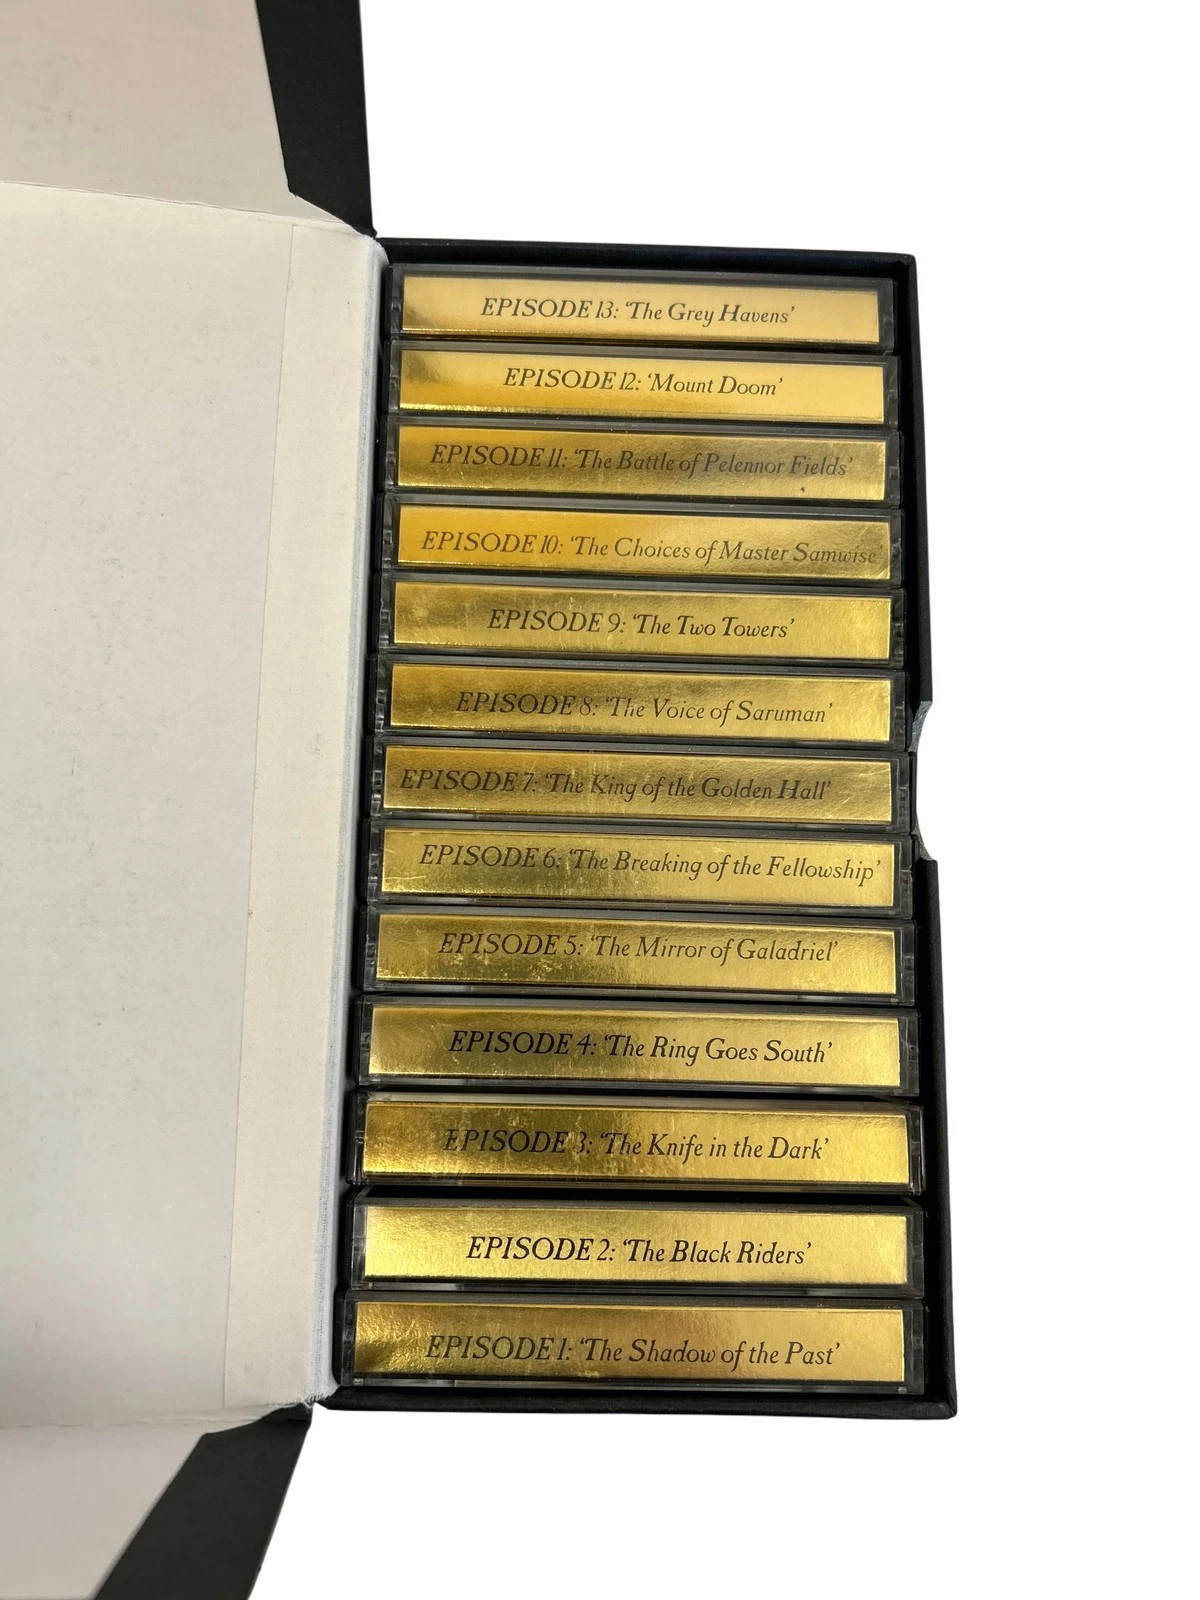 EPISODE 13: ‘The Grey Havens’
EPISODE 12: ‘Mount Doom’
EPISODE 11: ‘The Battle of Pelennor Fields’
EPISODE 10: ‘The Choices of Master Samwise’
EPISODE 9: ‘The Two Towers’
EPISODE 8: ‘The Voice of Saruman’
EPISODE 7: ‘The King of the Golden Hall’
EPISODE 6: ‘The Breaking of the Fellowship’
EPISODE 5: ‘The Mirror of Galadriel’
EPISODE 4: ‘The Ring Goes South’
EPISODE 3: ‘The Knife in the Dark’
EPISODE 2: ‘The Black Riders’
EPISODE 1: ‘The Shadow of the Past’